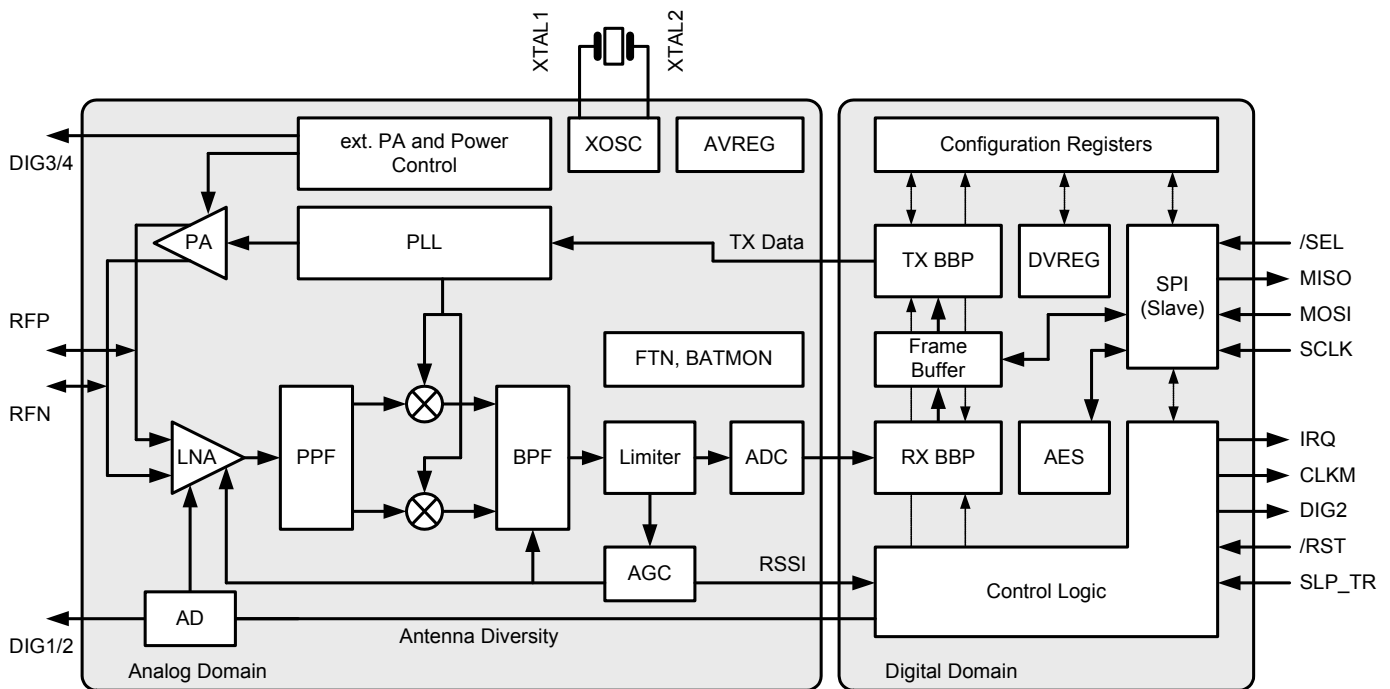 XTAL1
XTAL2
DIG3/4
ext. PA and Power
Control
XOSC
AVREG
Configuration Registers
PA
PLL
TX Data
TX BBP
DVREG
SPI
(Slave)
/SEL
MISO
MOSI
SCLK
RFP
RFN
FTN, BATMON
Frame
Buffer
LNA
PPF
BPF
Limiter
ADC
RX BBP
AES
IRQ
CLKM
DIG2
/RST
SLP_TR
AGC
RSSI
Control Logic
AD
DIG1/2
Antenna Diversity
Analog Domain
Digital Domain